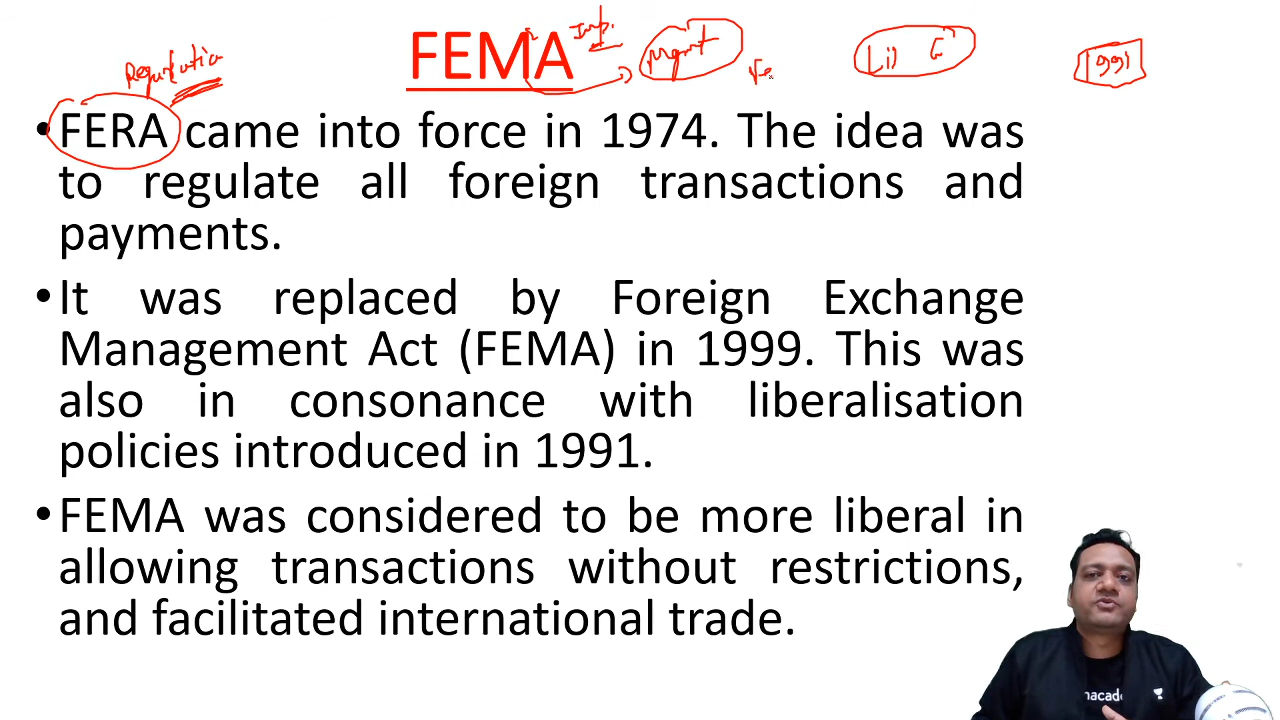 FEMA
Imp.
Mgmt
1991
Regulation
• FERA came into force in 1974. The idea was
to regulate all foreign transactions and
payments.
• It was replaced by Foreign Exchange
Management Act (FEMA) in 1999. This was
also in consonance with liberalisation
policies introduced in 1991.
• FEMA was considered to be more liberal in
allowing transactions without restrictions,
and facilitated international trade.